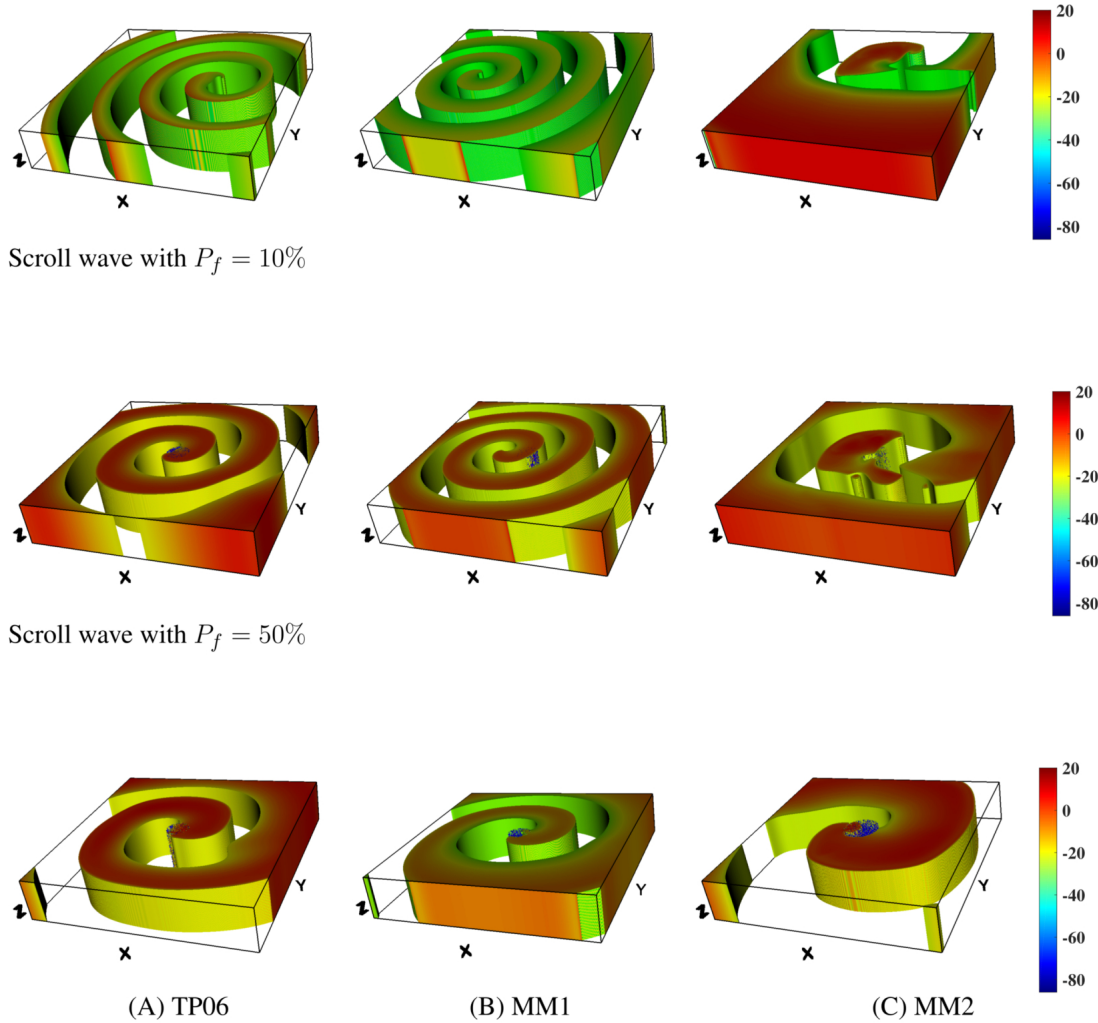 20
0
-20
-40
-60
-80
Z X Y
Z X Y
Z X Y
Scroll wave with P_f = 10%
20
0
-20
-40
-60
-80
Z X Y
Z X Y
Z X Y
Scroll wave with P_f = 50%
20
0
-20
-40
-60
-80
Z X Y
Z X Y
Z X Y
(A) TP06 (B) MM1 (C) MM2